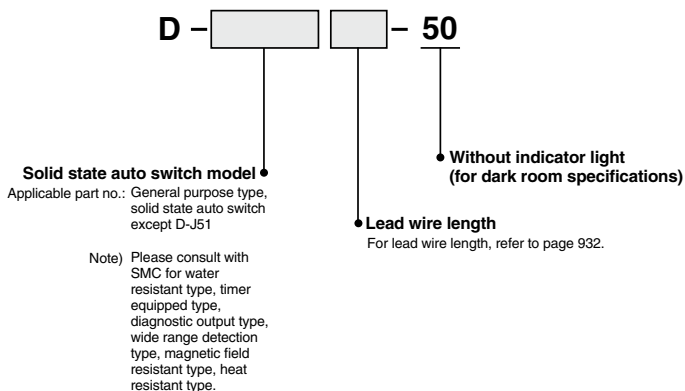 D – – 50
Solid state auto switch model
Applicable part no.: General purpose type,
solid state auto switch
except D-J51
Note) Please consult with
SMC for water
resistant type, timer
equipped type,
diagnostic output type,
wide range detection
type, magnetic field
resistant type, heat
resistant type.
Lead wire length
For lead wire length, refer to page 932.
Without indicator light
(for dark room specifications)